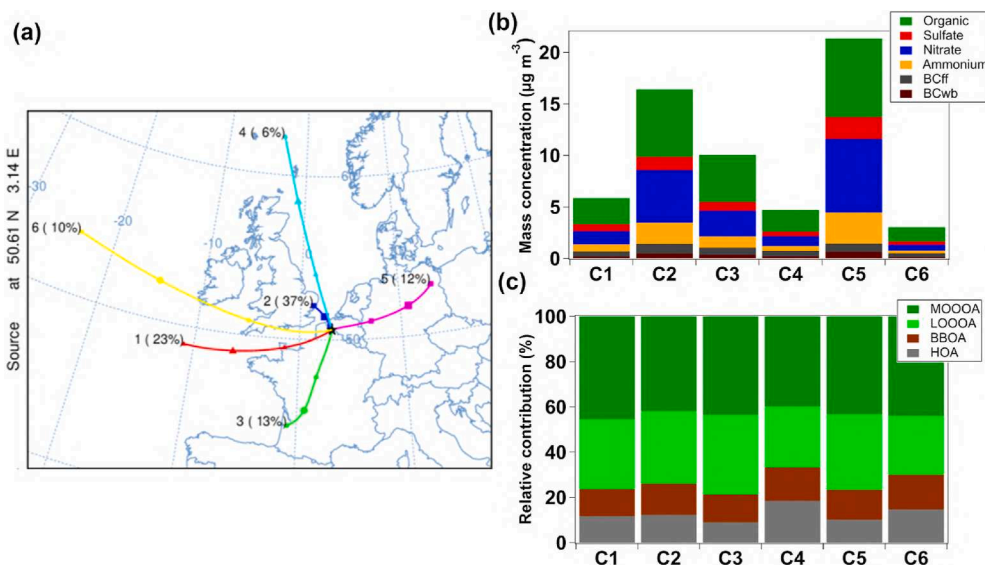 (a)
Source at 50.61 N 3.14 E
4 ( 6%)
-30
6
-20
6 ( 10%)
-10
5 ( 12%)
2 ( 37%)
50
1 ( 23%)
3 ( 13%)
(b)
Mass concentration (µg m-3)
20
15
10
5
0
Organic
Sulfate
Nitrate
Ammonium
BCff
BCwb
C1 C2 C3 C4 C5 C6
(c)
Relative contribution (%)
100
80
60
40
20
0
MOOOA
LOOOA
BBOA
HOA
C1 C2 C3 C4 C5 C6